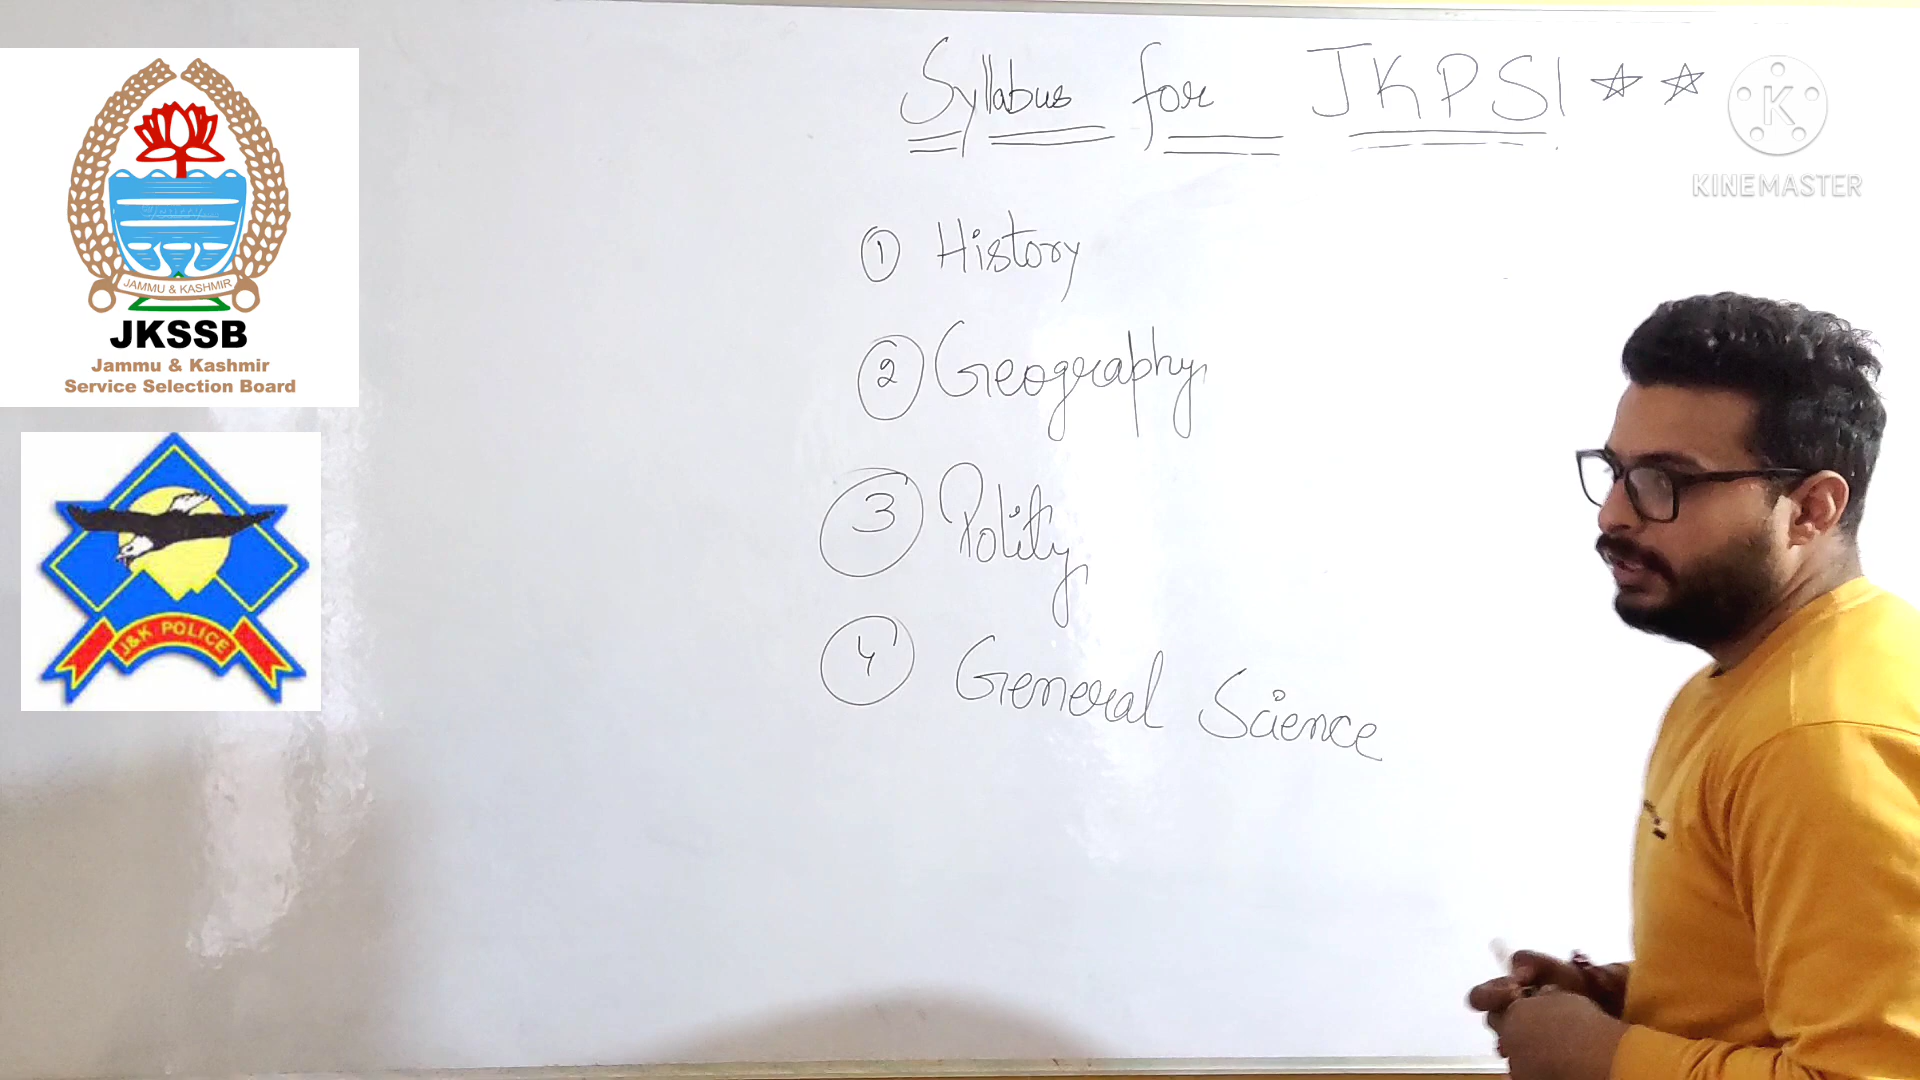 Syllabus for JKPSI
KINEMASTER
① History
② Geography
③ Polity
④ General Science
JAMMU & KASHMIR
JKSSB
Jammu & Kashmir
Service Selection Board
J&K POLICE